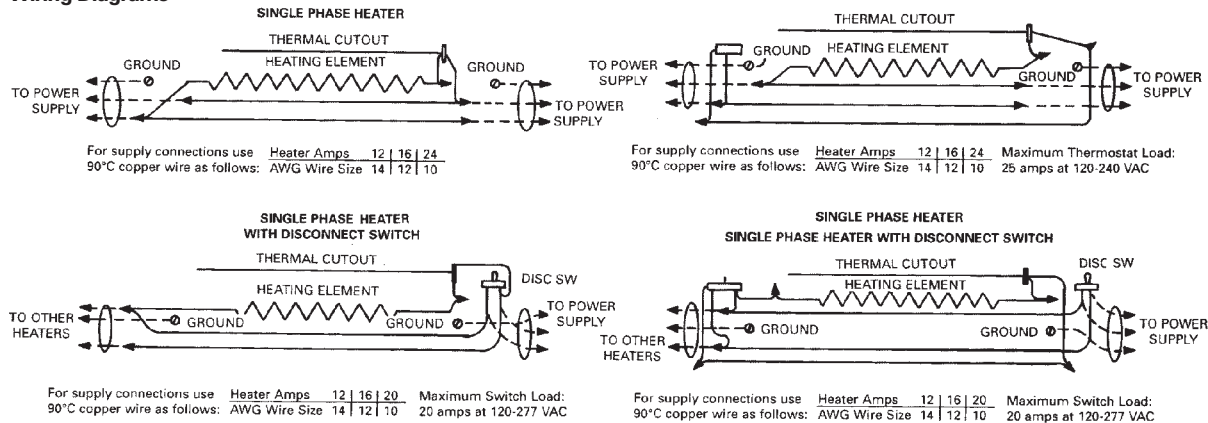 Wiring Diagrams
SINGLE PHASE HEATER
THERMAL CUTOUT
HEATING ELEMENT
GROUND
GROUND
TO POWER
SUPPLY
TO POWER
SUPPLY
For supply connections use Heater Amps 12 | 16 | 24
90°C copper wire as follows: AWG Wire Size 14 | 12 | 10
THERMAL CUTOUT
HEATING ELEMENT
GROUND
GROUND
TO POWER
SUPPLY
TO POWER
SUPPLY
For supply connections use Heater Amps 12 | 16 | 24 Maximum Thermostat Load:
90°C copper wire as follows: AWG Wire Size 14 | 12 | 10 25 amps at 120-240 VAC
SINGLE PHASE HEATER
WITH DISCONNECT SWITCH
THERMAL CUTOUT
DISC SW
HEATING ELEMENT
TO OTHER
HEATERS
GROUND
GROUND
TO POWER
SUPPLY
For supply connections use Heater Amps 12 | 16 | 20 Maximum Switch Load:
90°C copper wire as follows: AWG Wire Size 14 | 12 | 10 20 amps at 120-277 VAC
SINGLE PHASE HEATER
SINGLE PHASE HEATER WITH DISCONNECT SWITCH
THERMAL CUTOUT
DISC SW
HEATING ELEMENT
GROUND
GROUND
TO OTHER
HEATERS
TO POWER
SUPPLY
For supply connections use Heater Amps 12 | 16 | 20 Maximum Switch Load:
90°C copper wire as follows: AWG Wire Size 14 | 12 | 10 20 amps at 120-277 VAC